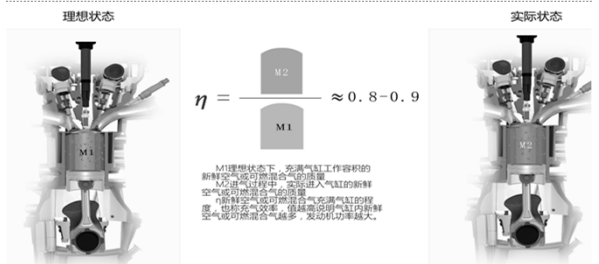 理想状态
实际状态
M2
η = ≈0.8-0.9
M1
M1
M2
M1理想状态下，充满气缸工作容积的
新鲜空气或可燃混合气的质量
M2进气过程中，实际进入气缸的新鲜
空气或可燃混合气的质量
η新鲜空气或可燃混合气充满气缸的程
度，也称充气效率，值越高说明气缸内新鲜
空气或可燃混合气越多，发动机功率越大。